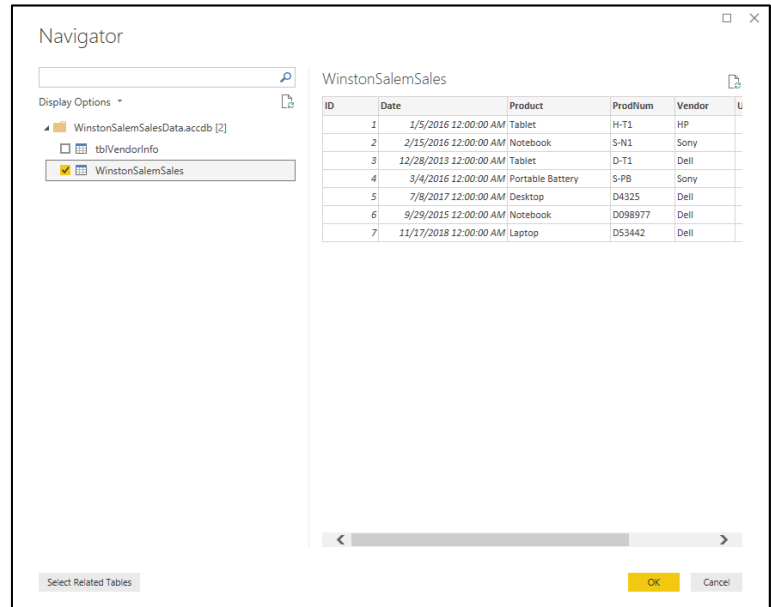 Navigator
WinstonSalemSales
Display Options
ID Date Product ProdNum Vendor U
WinstonSalemSalesData.accdb [2]
1 1/5/2016 12:00:00 AM Tablet H-T1 HP
tblVendorInfo
2 2/15/2016 12:00:00 AM Notebook S-N1 Sony
WinstonSalemSales
3 12/28/2013 12:00:00 AM Tablet D-T1 Dell
4 3/4/2016 12:00:00 AM Portable Battery S-PB Sony
5 7/8/2017 12:00:00 AM Desktop D4325 Dell
6 9/29/2015 12:00:00 AM Notebook D098977 Dell
7 11/17/2018 12:00:00 AM Laptop D53442 Dell
Select Related Tables
OK
Cancel